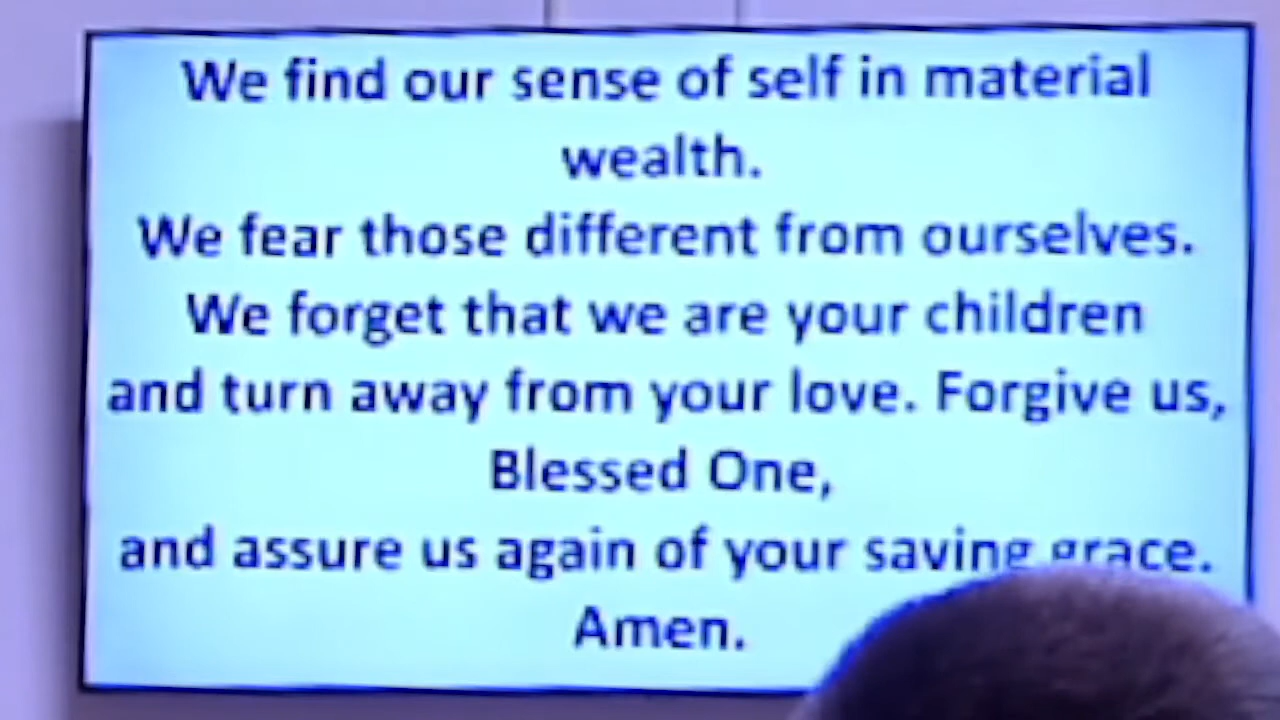 We find our sense of self in material
wealth.
We fear those different from ourselves.
We forget that we are your children
and turn away from your love. Forgive us,
Blessed One,
and assure us again of your saving grace.
Amen.